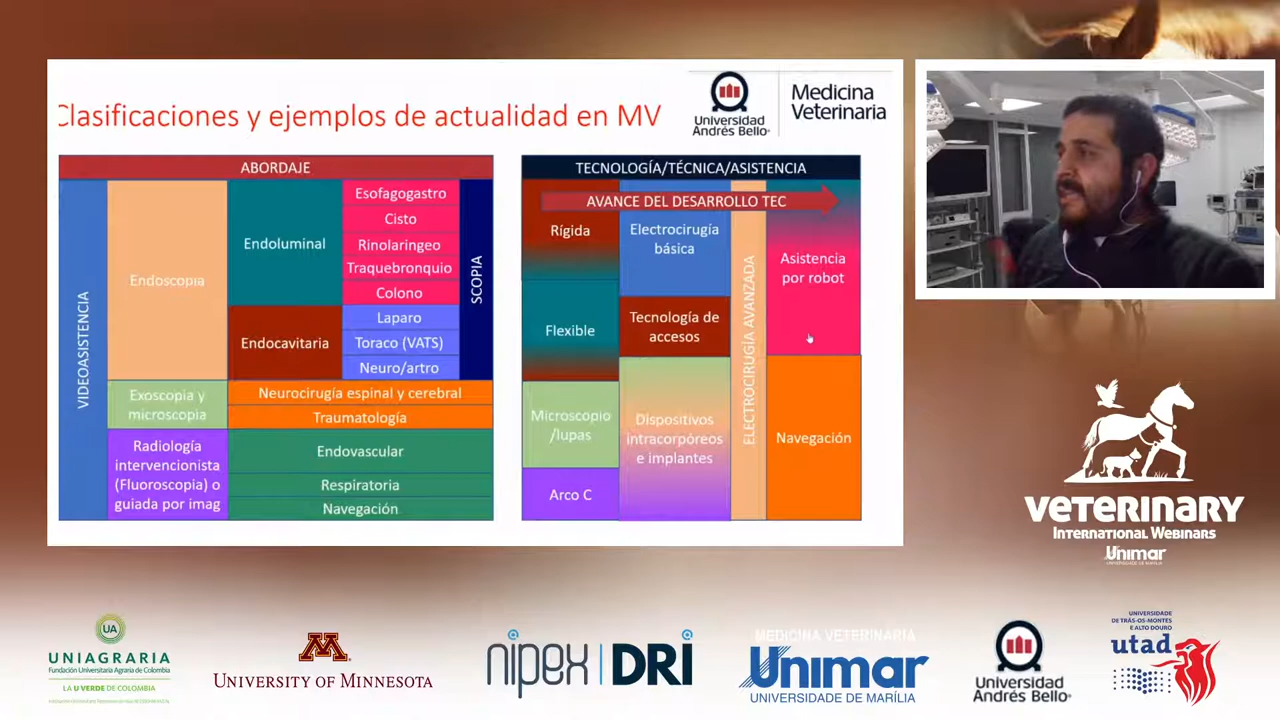 Clasificaciones y ejemplos de actualidad en MV
Universidad
Andrés Bello
Medicina
Veterinaria
ABORDAJE
VIDEOASISTENCIA
Endoscopia
Endoluminal
Esofagogastro
Cisto
Rinolaringeo
Traquebronquio
Colono
SCOPIA
Endocavitaria
Laparo
Toraco (VATS)
Neuro/artro
Exoscopia y
microscopia
Neurocirugía espinal y cerebral
Traumatología
Radiología
intervencionista
(Fluoroscopia) o
guiada por imag
Endovascular
Respiratoria
Navegación
TECNOLOGÍA/TÉCNICA/ASISTENCIA
AVANCE DEL DESARROLLO TEC
Rígida
Flexible
Microscopio
/lupas
Arco C
Electrocirugía
básica
Tecnología de
accesos
Dispositivos
intracorpóreos
e implantes
ELECTROCIRUGÍA AVANZADA
Asistencia
por robot
Navegación
VETERINARY
INTERNATIONAL WEBINARS
Unimar
UNIVERSIDADE DE MARÍLIA
UA
UNIAGRARIA
Fundación Universitaria Agraria de Colombia
LA U VERDE DE COLOMBIA
M
UNIVERSITY OF MINNESOTA
nipex DRI
MEDICINA VETERINÁRIA
Unimar
UNIVERSIDADE DE MARÍLIA
Universidad
Andrés Bello
UNIVERSIDADE
DE TRÁS-OS-MONTES
E ALTO DOURO
utad